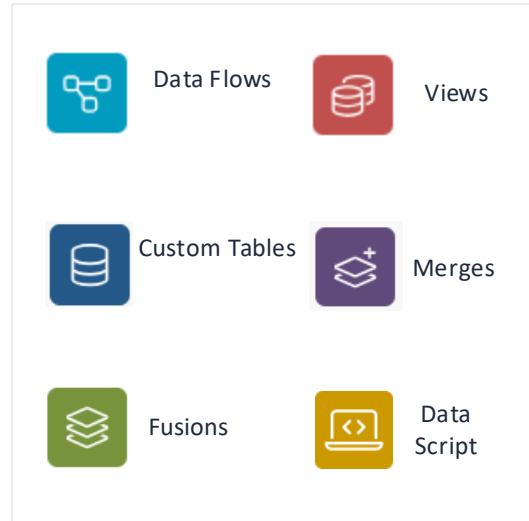 Data Flows
Views
Custom Tables
Merges
Fusions
Data
Script